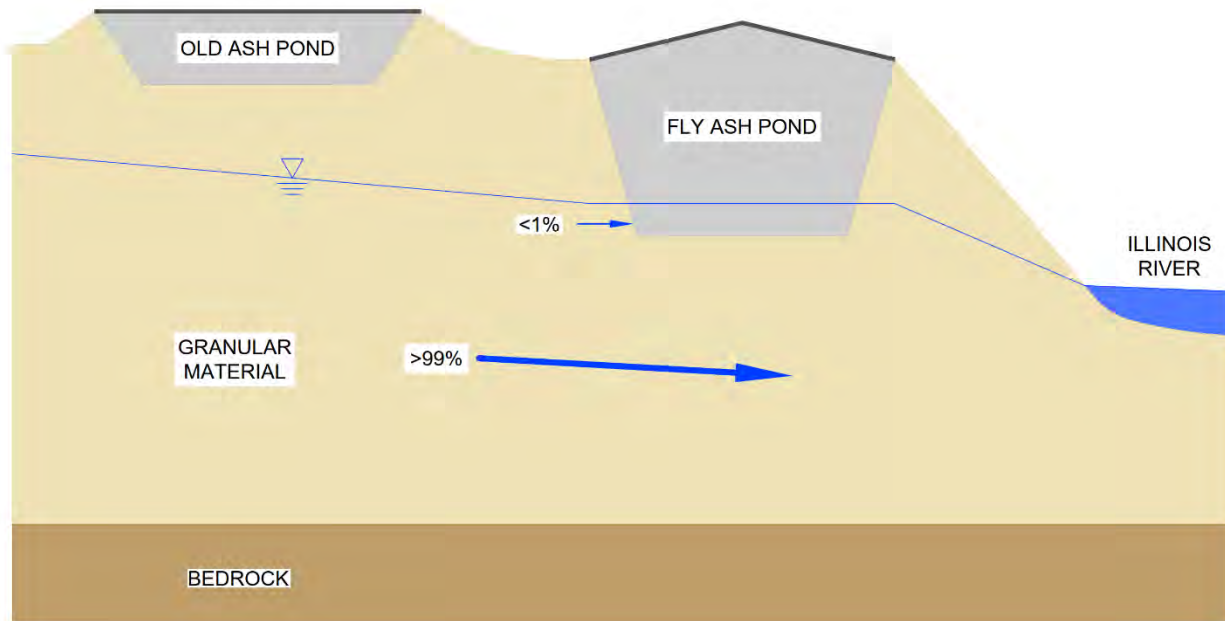 OLD ASH POND
FLY ASH POND
<1%
ILLINOIS
RIVER
GRANULAR
MATERIAL
>99%
BEDROCK